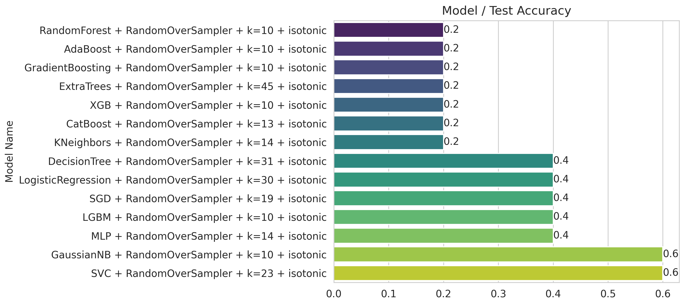 Model / Test Accuracy
Model Name
RandomForest + RandomOverSampler + k=10 + isotonic 0.2
AdaBoost + RandomOverSampler + k=10 + isotonic 0.2
GradientBoosting + RandomOverSampler + k=10 + isotonic 0.2
ExtraTrees + RandomOverSampler + k=45 + isotonic 0.2
XGB + RandomOverSampler + k=10 + isotonic 0.2
CatBoost + RandomOverSampler + k=13 + isotonic 0.2
KNeighbors + RandomOverSampler + k=14 + isotonic 0.2
DecisionTree + RandomOverSampler + k=31 + isotonic 0.4
LogisticRegression + RandomOverSampler + k=30 + isotonic 0.4
SGD + RandomOverSampler + k=19 + isotonic 0.4
LGBM + RandomOverSampler + k=10 + isotonic 0.4
MLP + RandomOverSampler + k=14 + isotonic 0.4
GaussianNB + RandomOverSampler + k=10 + isotonic 0.6
SVC + RandomOverSampler + k=23 + isotonic 0.6
0.0 0.1 0.2 0.3 0.4 0.5 0.6